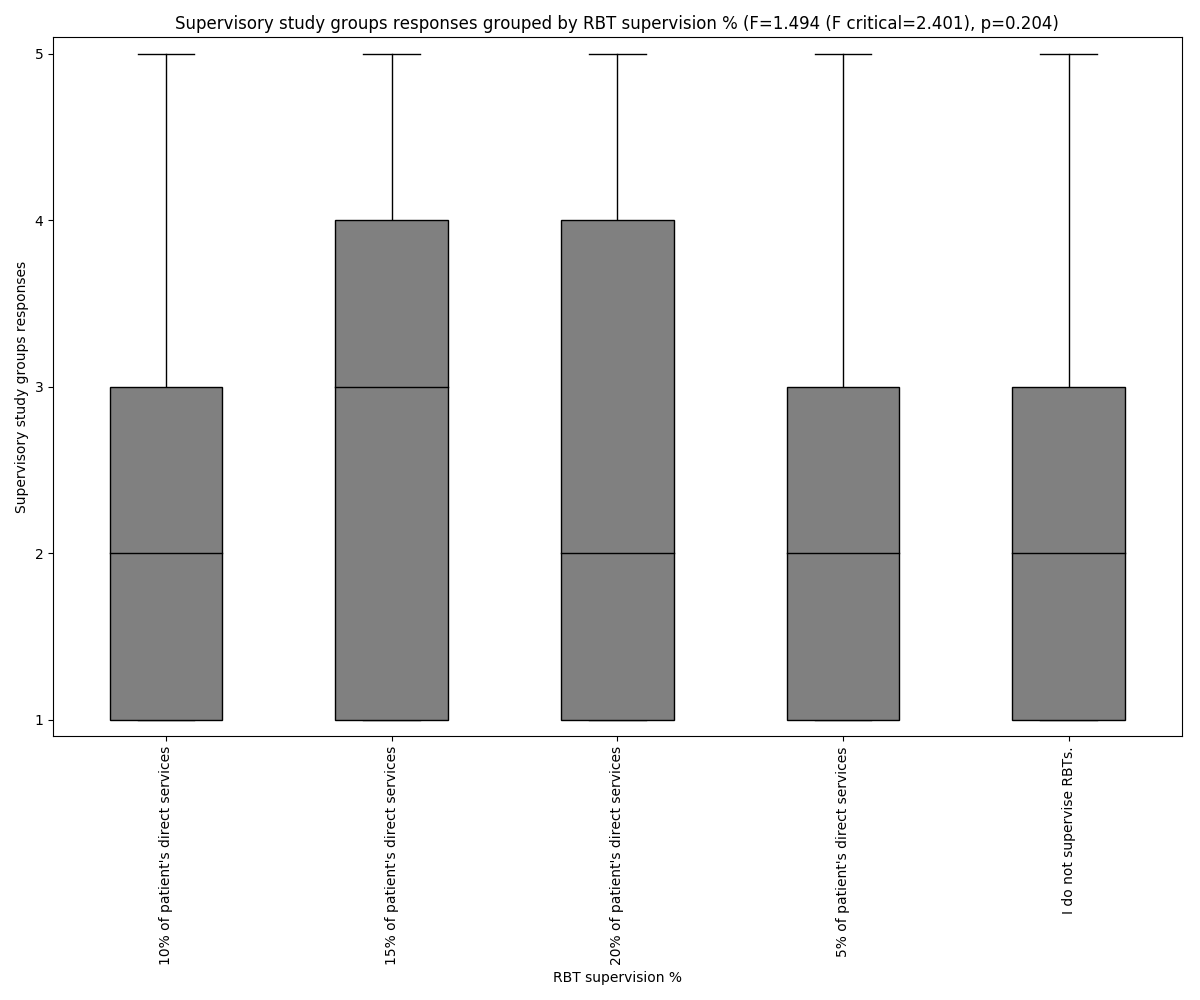 Supervisory study groups responses grouped by RBT supervision % (F=1.494 (F critical=2.401), p=0.204)
Supervisory study groups responses
5
4
3
2
1
10% of patient's direct services
15% of patient's direct services
20% of patient's direct services
5% of patient's direct services
I do not supervise RBTs.
RBT supervision %